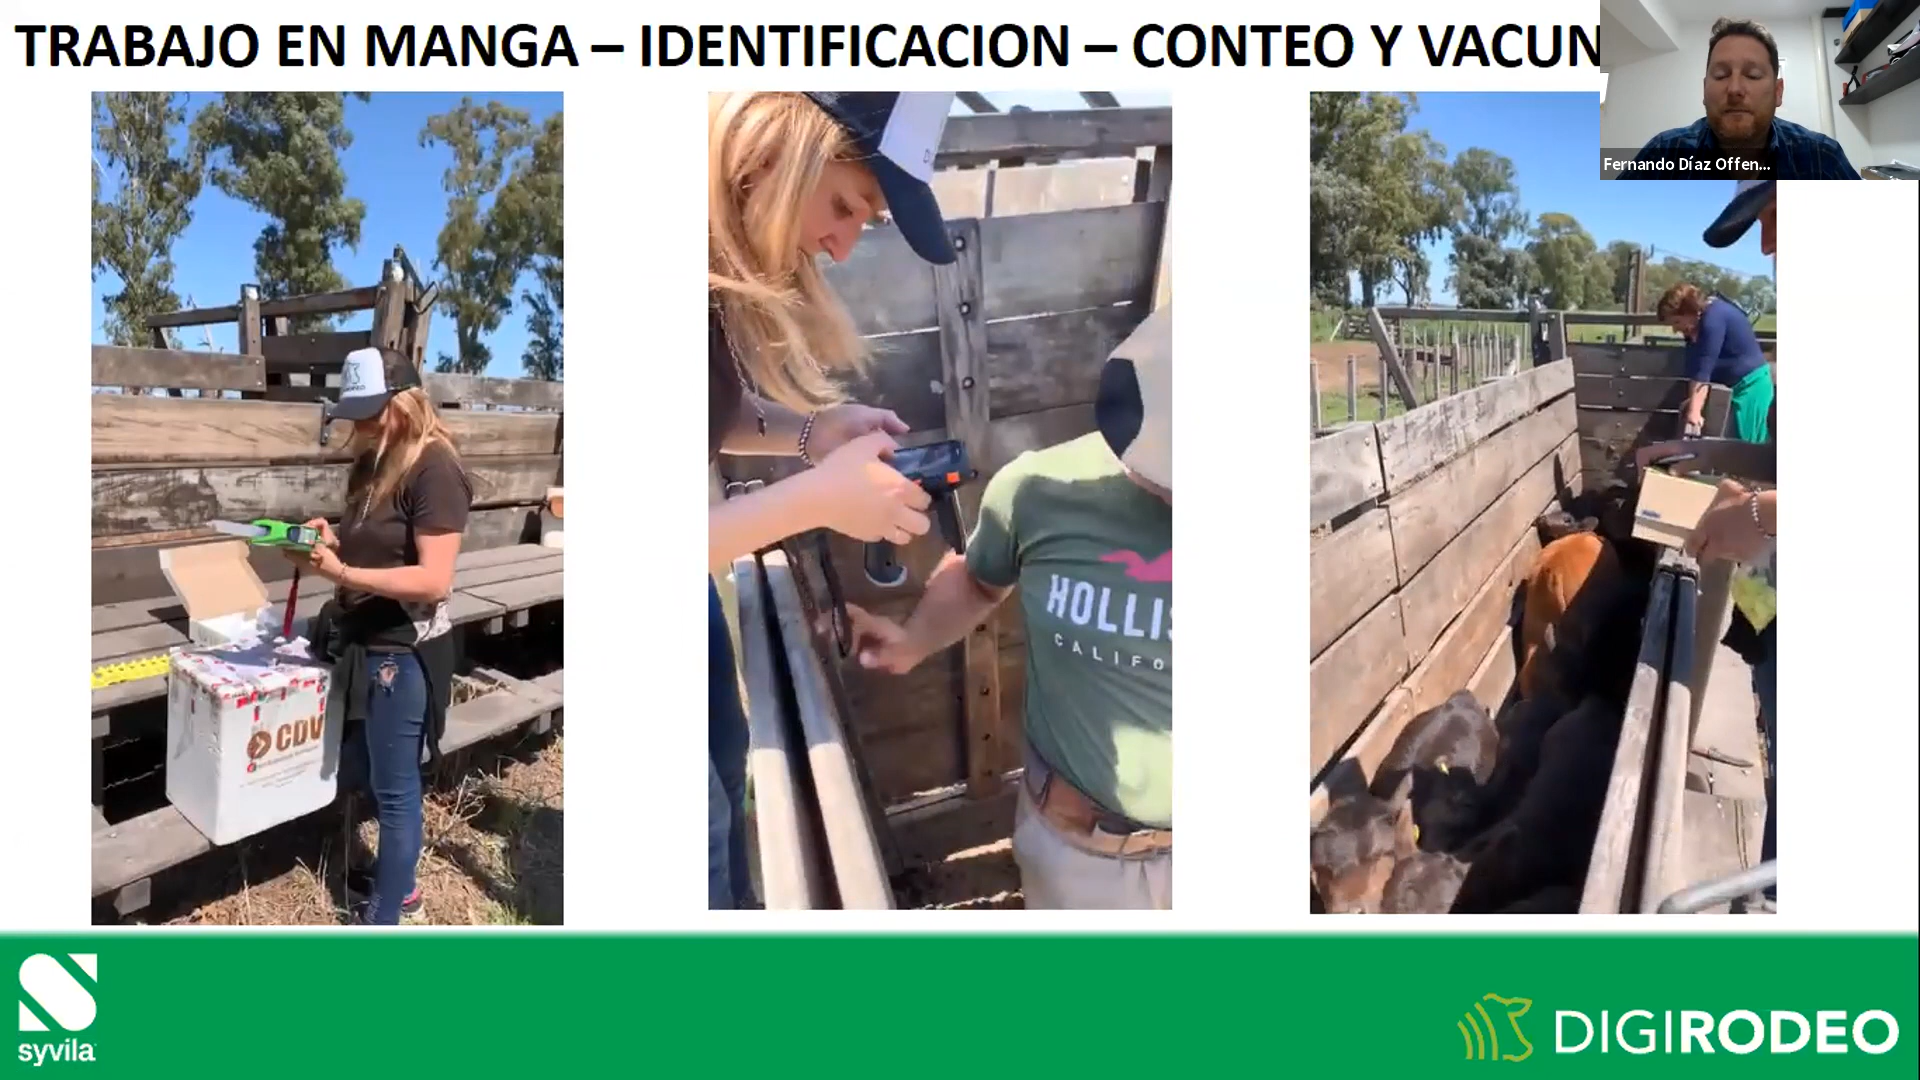 TRABAJO EN MANGA – IDENTIFICACION – CONTEO Y VACUN
Fernando Díaz Offen...
HOLLIS
CALIFO
CDV
syvila
DIGIRODEO